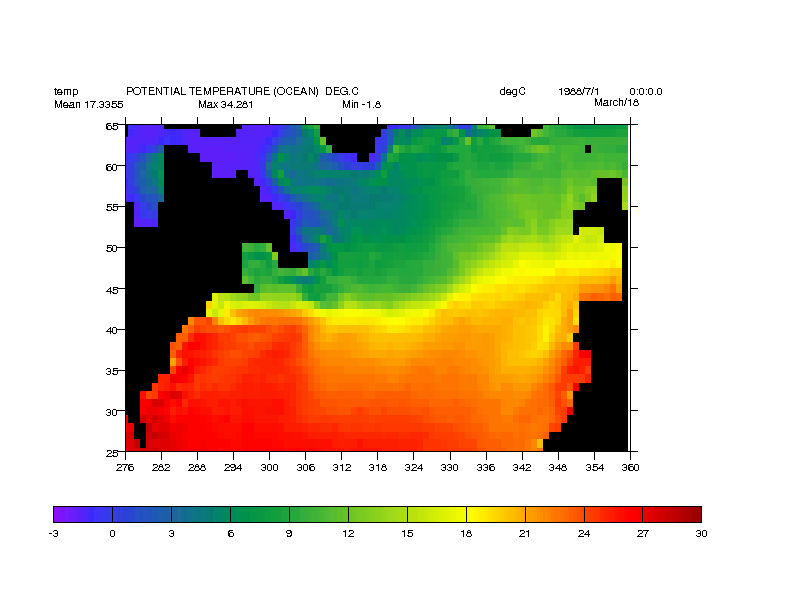 temp POTENTIAL TEMPERATURE (OCEAN) DEG.C degC 1988/7/1 0:0:0.0
Mean 17.3355 Max 34.281 Min -1.8 March/18
65
60
55
50
45
40
35
30
25
276 282 288 294 300 306 312 318 324 330 336 342 348 354 360
-3 0 3 6 9 12 15 18 21 24 27 30